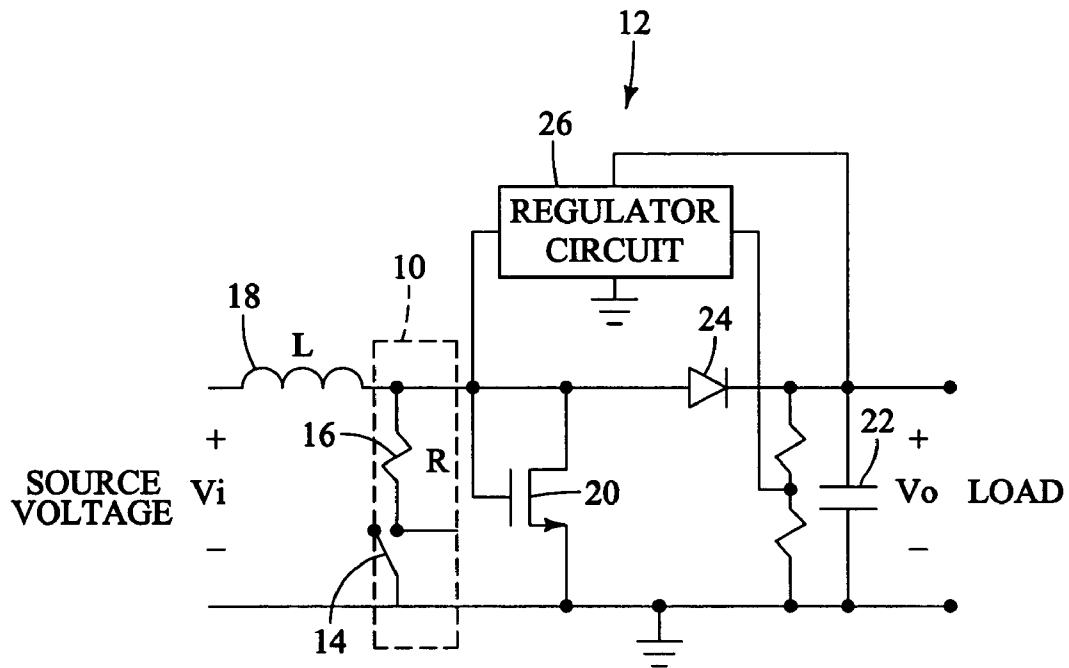 12
26
REGULATOR
CIRCUIT
10
18
L
24
16
R
+
+
22
SOURCE
VOLTAGE
Vi
20
Vo
LOAD
−
−
14